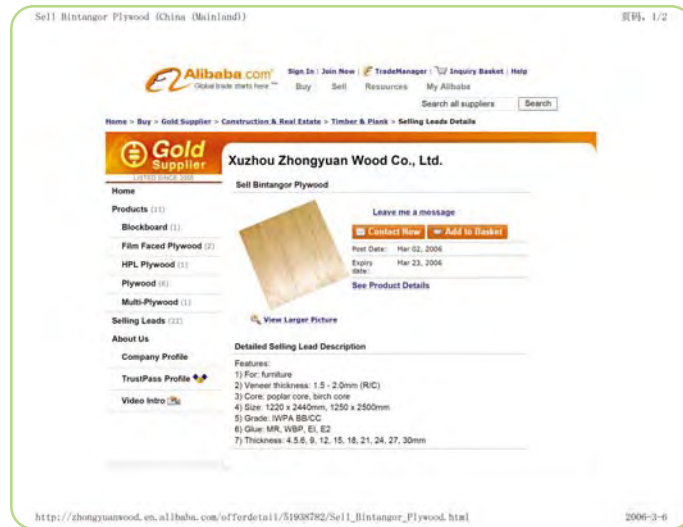 Sell Bintangor Plywood (China (Mainland))
页码, 1/2
Alibaba.com
Global trade starts here ™
Sign In | Join Now | TradeManager | Inquiry Basket | Help
Buy Sell Resources My Alibaba
Search all suppliers Search
Home > Buy > Gold Supplier > Construction & Real Estate > Timber & Plank > Selling Leads Details
Gold
Supplier
LISTED SINCE
Xuzhou Zhongyuan Wood Co., Ltd.
Sell Bintangor Plywood
Home
Products (11)
Blockboard (1)
Film Faced Plywood (2)
HPL Plywood (1)
Plywood (6)
Multi-Plywood (1)
Selling Leads (22)
About Us
Company Profile
TrustPass Profile
Video Intro
Leave me a message
Contact Now Add to Basket
Post Date: Mar 02, 2006
Expiry date: Mar 23, 2006
See Product Details
View Larger Picture
Detailed Selling Lead Description
Features:
1) For: furniture
2) Veneer thickness: 1.5 - 2.0mm (R/C)
3) Core: poplar core, birch core
4) Size: 1220 x 2440mm, 1250 x 2500mm
5) Grade: IWPA BB/CC
6) Glue: MR, WBP, EI, E2
7) Thickness: 4.5.6, 9, 12, 15, 18, 21, 24, 27, 30mm
http://zhongyuanwood.en.alibaba.com/offerdetail/51938782/Sell_Bintangor_Plywood.html
2006-3-6